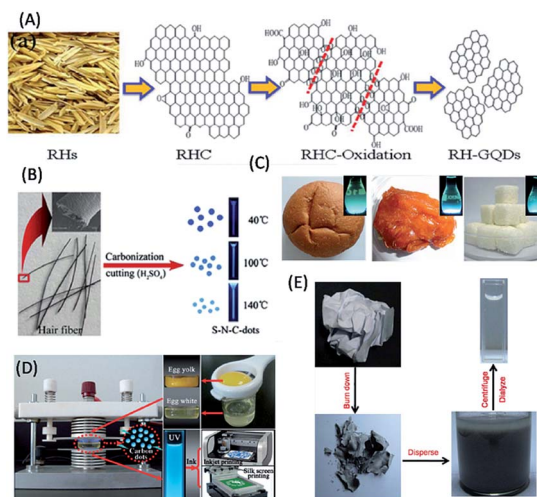 (A)
(a)
HOOC
OH
RHs
RHC
RHC-Oxidation
RH-GQDs
(B)
Hair fiber
Carbonization
cutting (H₂SO₄)
40℃
100℃
140℃
S-N-C-dots
(C)
(D)
Egg yolk
Egg white
Carbon
dots
UV
Ink
Inkjet printing
Silk screen
printing
(E)
Burn down
Disperse
Centrifuge
Dialyze